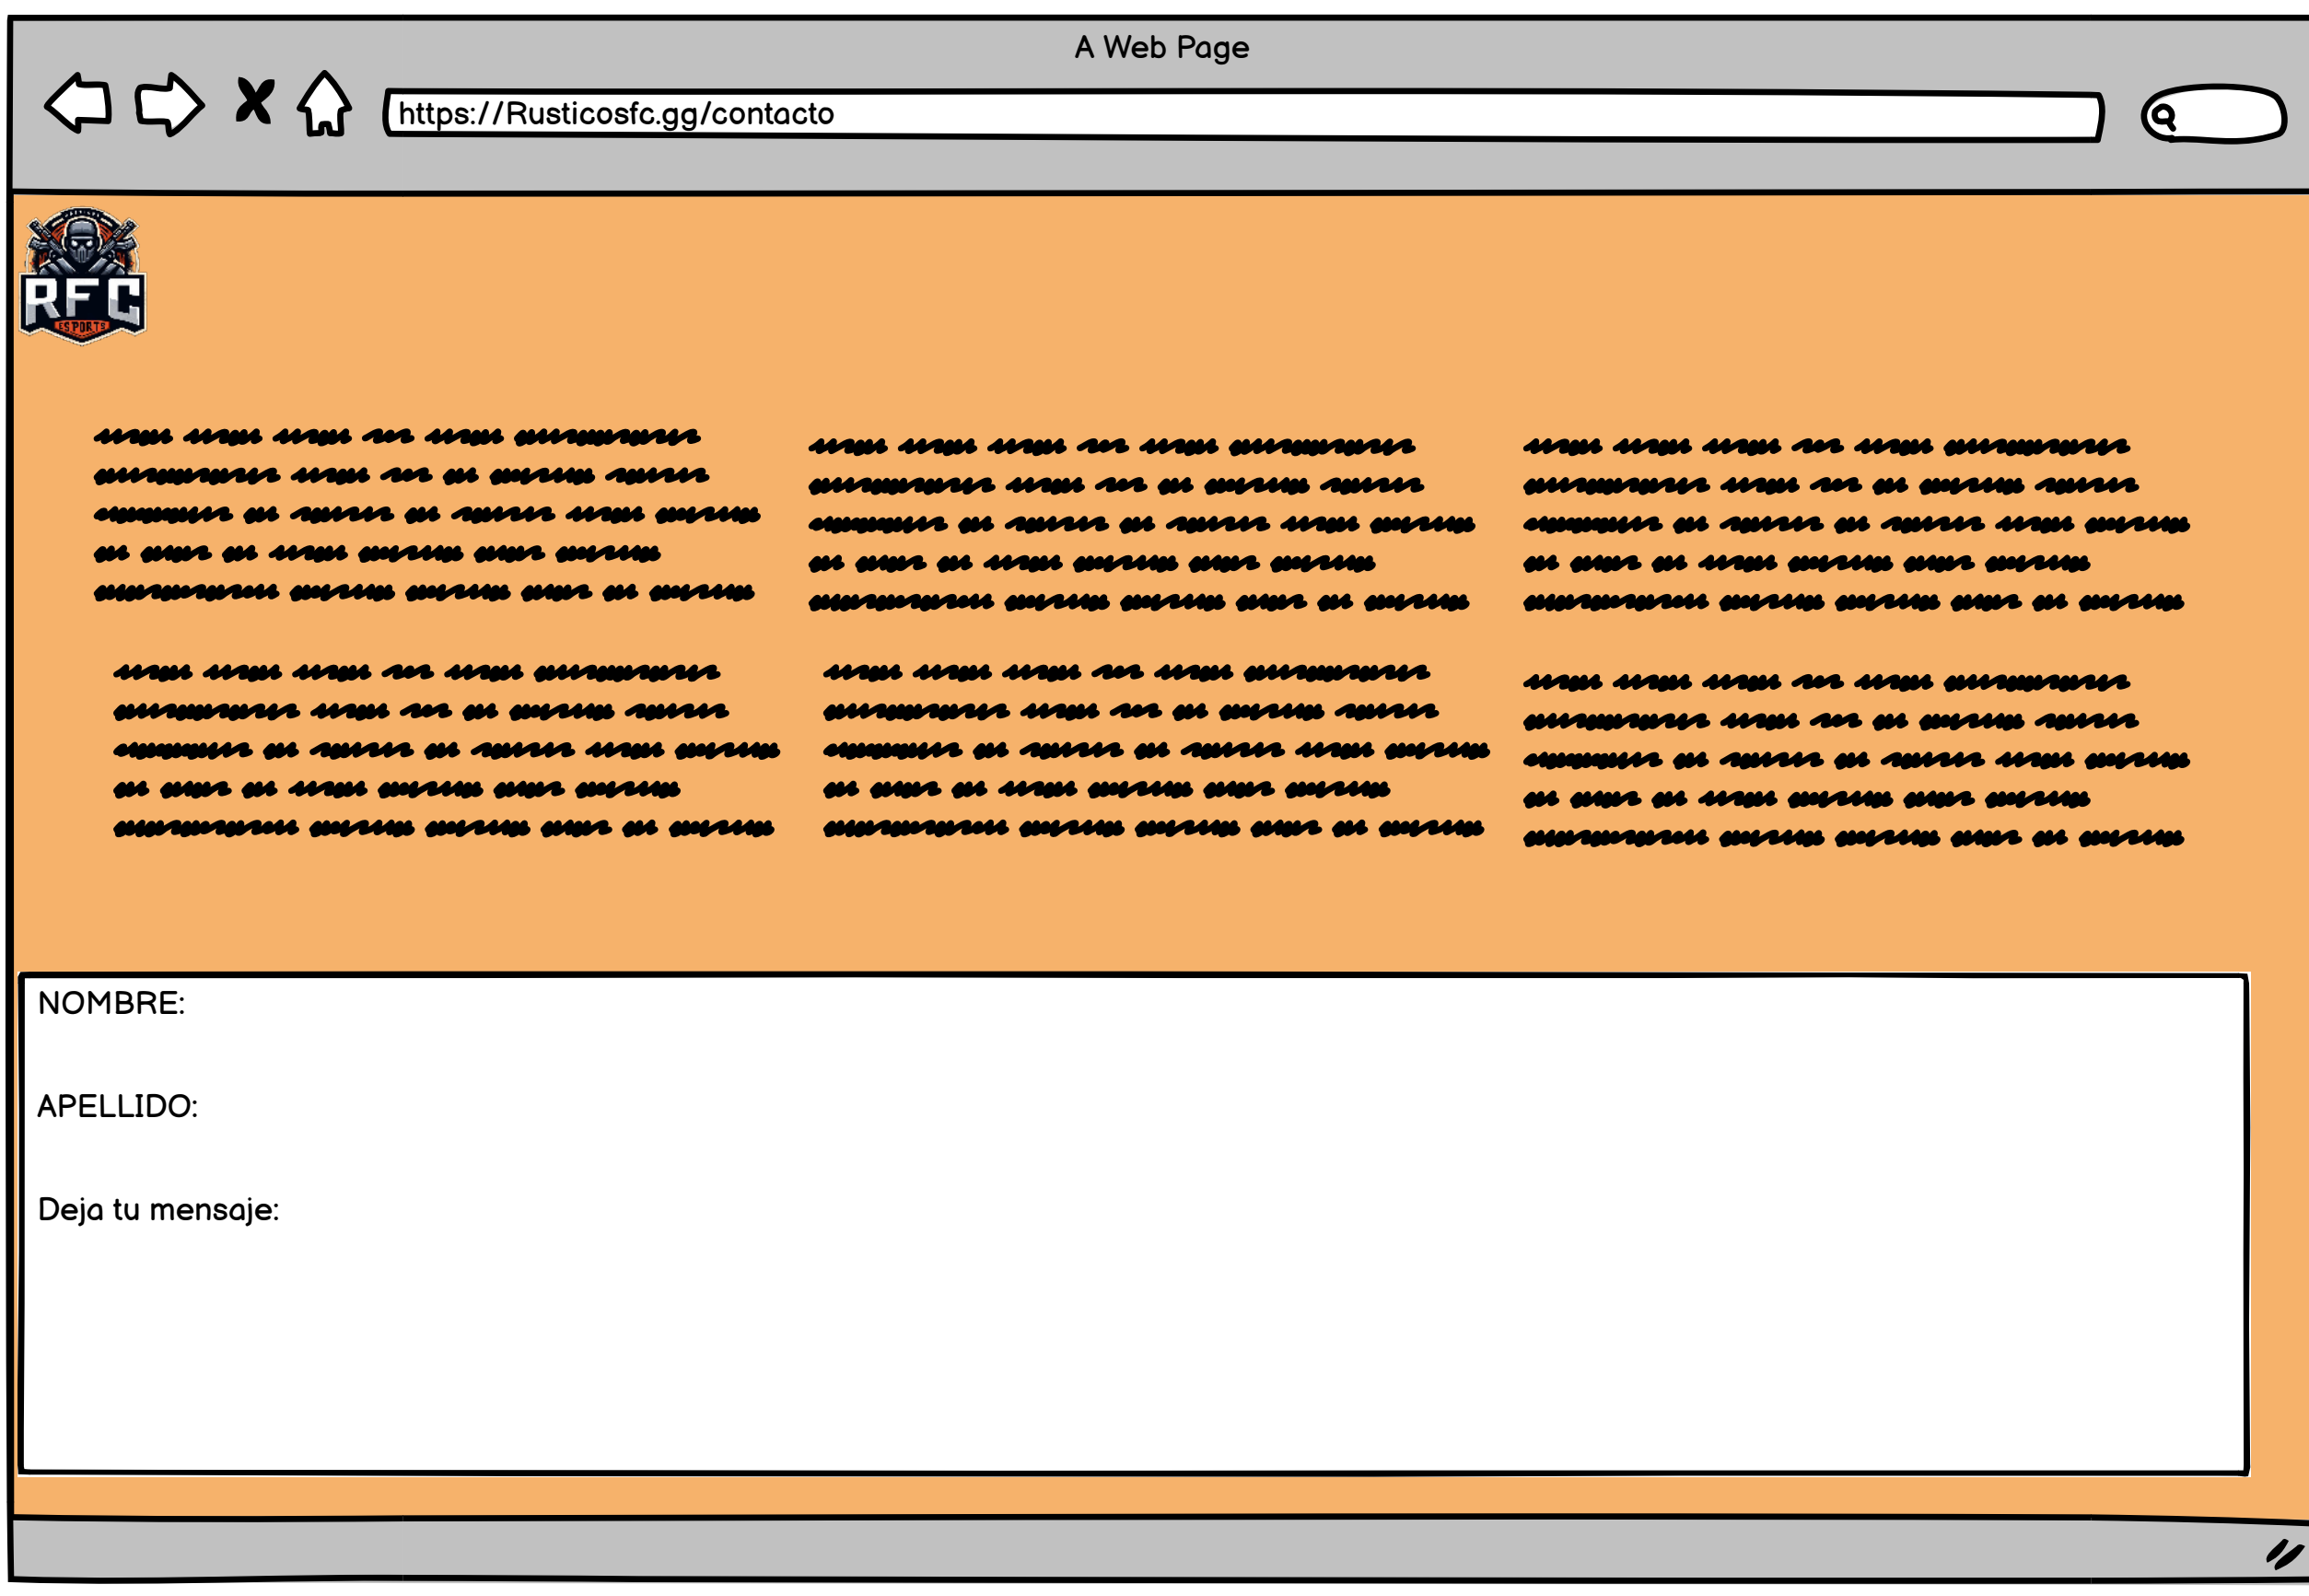 A Web Page
https://Rusticosfc.gg/contacto
RFC
ESPORTS
NOMBRE:
APELLIDO:
Deja tu mensaje: